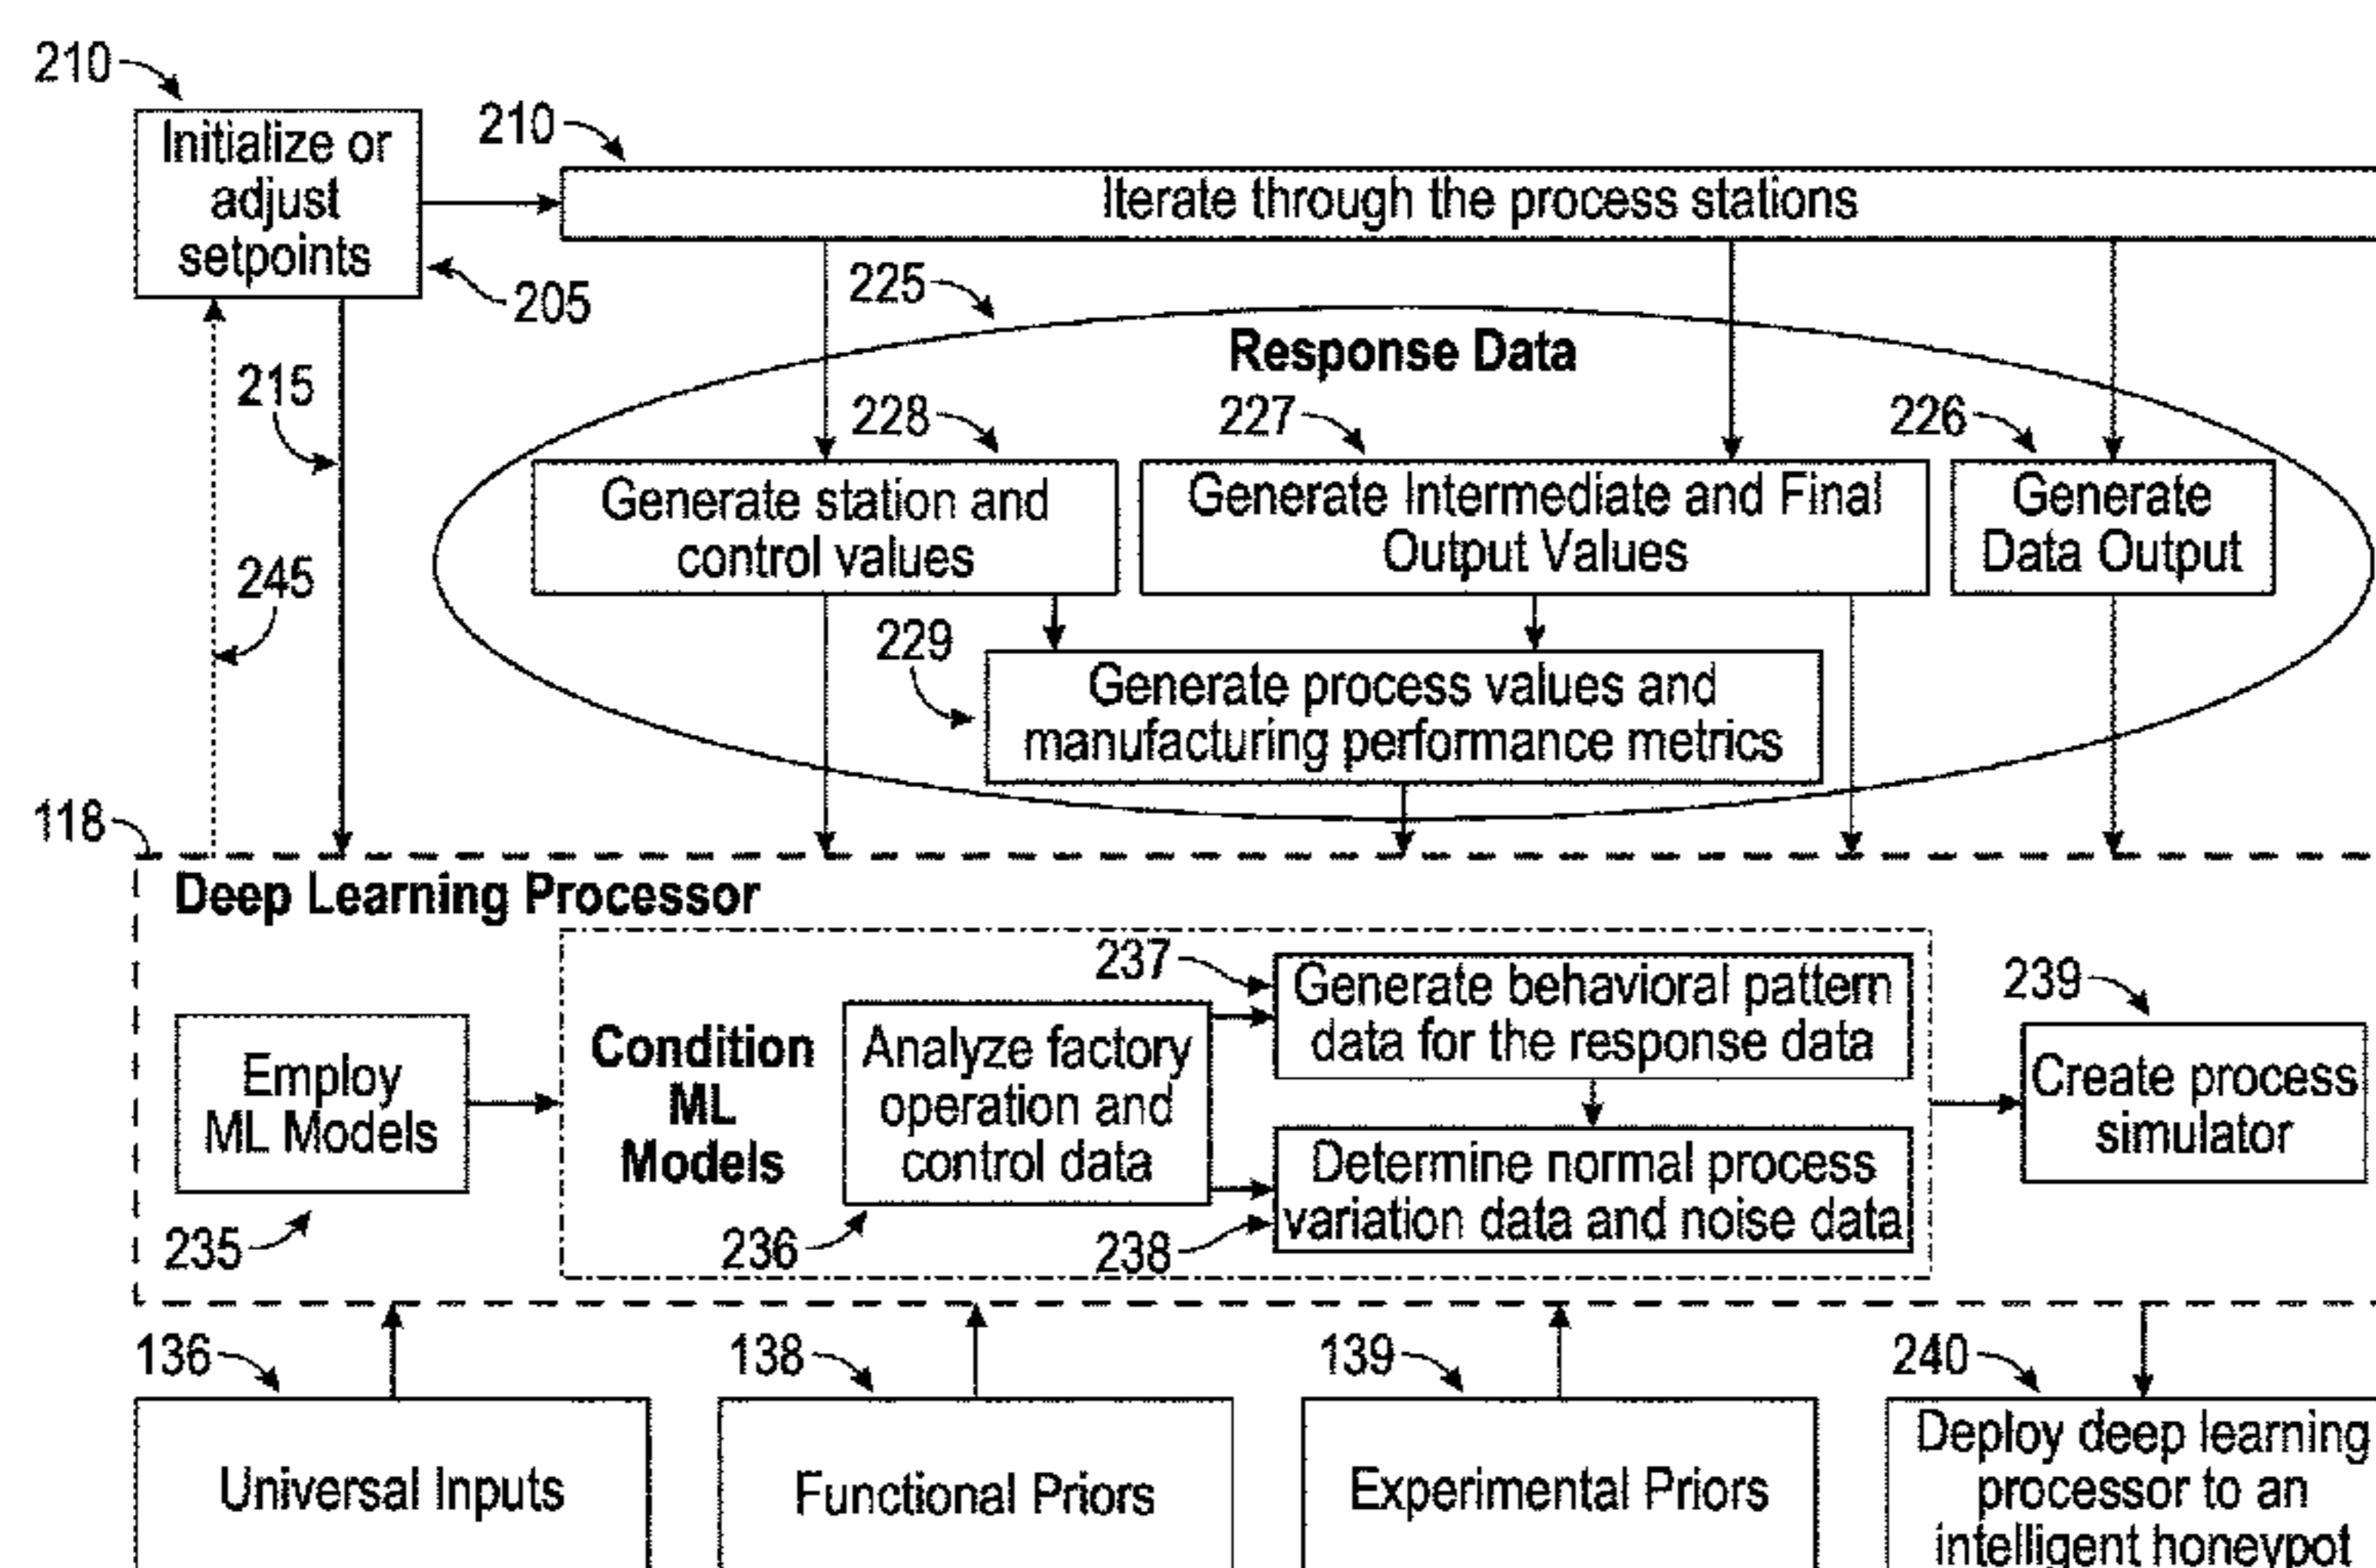 210
Initialize or
adjust
setpoints
205
210
Iterate through the process stations
225
Response Data
215
245
228
Generate station and
control values
227
Generate Intermediate and Final
Output Values
226
Generate
Data Output
229
Generate process values and
manufacturing performance metrics
118
Deep Learning Processor
Employ
ML Models
235
Condition
ML
Models
Analyze factory
operation and
control data
236
237
Generate behavioral pattern
data for the response data
Determine normal process
variation data and noise data
238
239
Create process
simulator
136
Universal Inputs
138
Functional Priors
139
Experimental Priors
240
Deploy deep learning
processor to an
intelligent honeypot